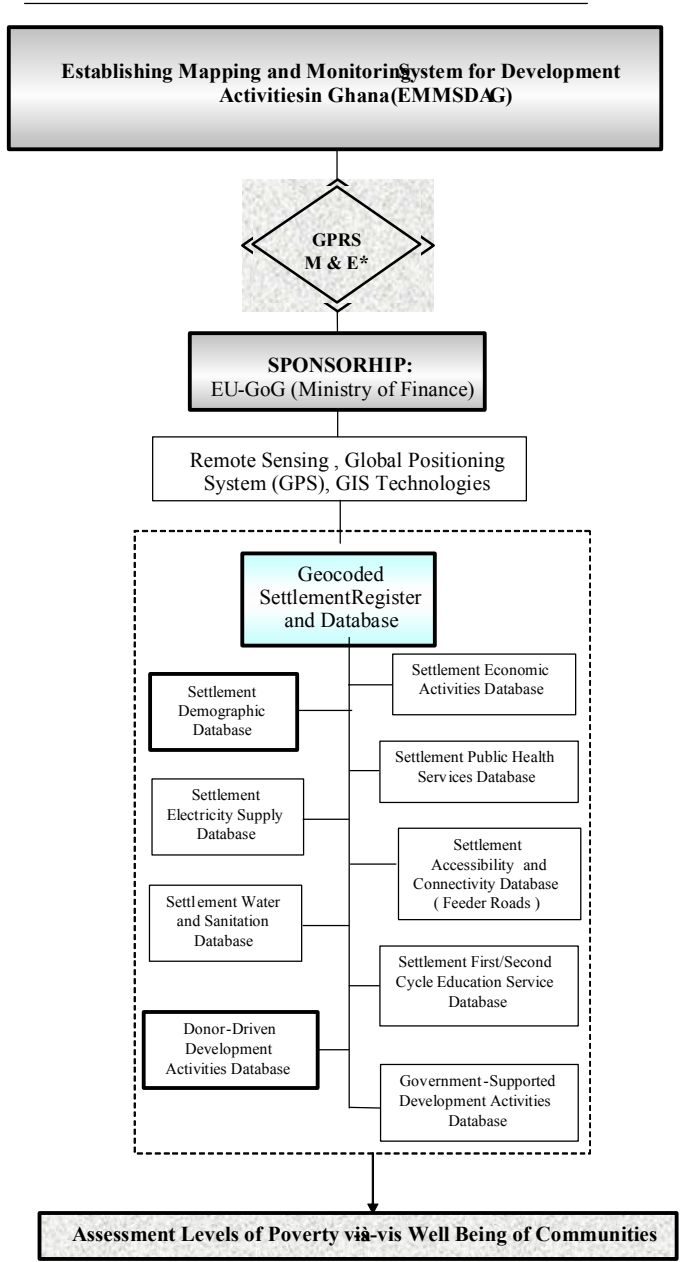 Establishing Mapping and Monitoring System for Development
Activitiesin Ghana (EMMSDAG)
GPRS
M & E*
SPONSORHIP:
EU-GoG (Ministry of Finance)
Remote Sensing , Global Positioning
System (GPS), GIS Technologies
Geocoded
SettlementRegister
and Database
Settlement Economic
Activities Database
Settlement
Demographic
Database
Settlement Public Health
Services Database
Settlement
Electricity Supply
Database
Settlement
Accessibility and
Connectivity Database
( Feeder Roads )
Settlement Water
and Sanitation
Database
Settlement First/Second
Cycle Education Service
Database
Donor-Driven
Development
Activities Database
Government-Supported
Development Activities
Database
Assessment Levels of Poverty vis-à-vis Well Being of Communities